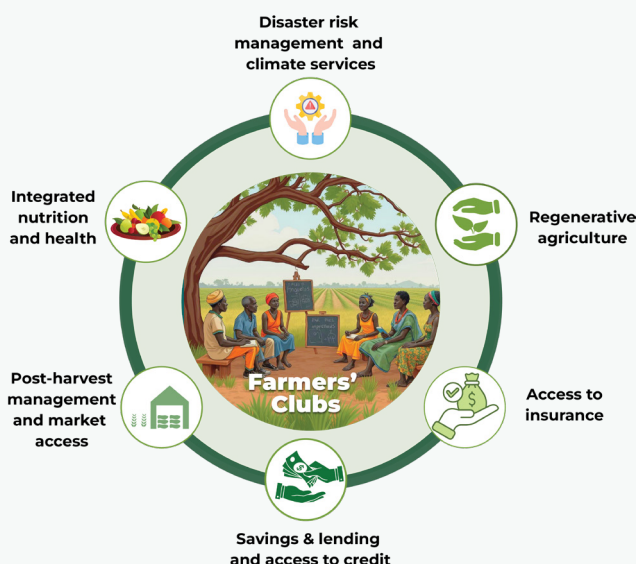 Disaster risk
management and
climate services
Integrated
nutrition
and health
Regenerative
agriculture
Farmers'
Clubs
Post-harvest
management
and market
access
Access to
insurance
Savings & lending
and access to credit